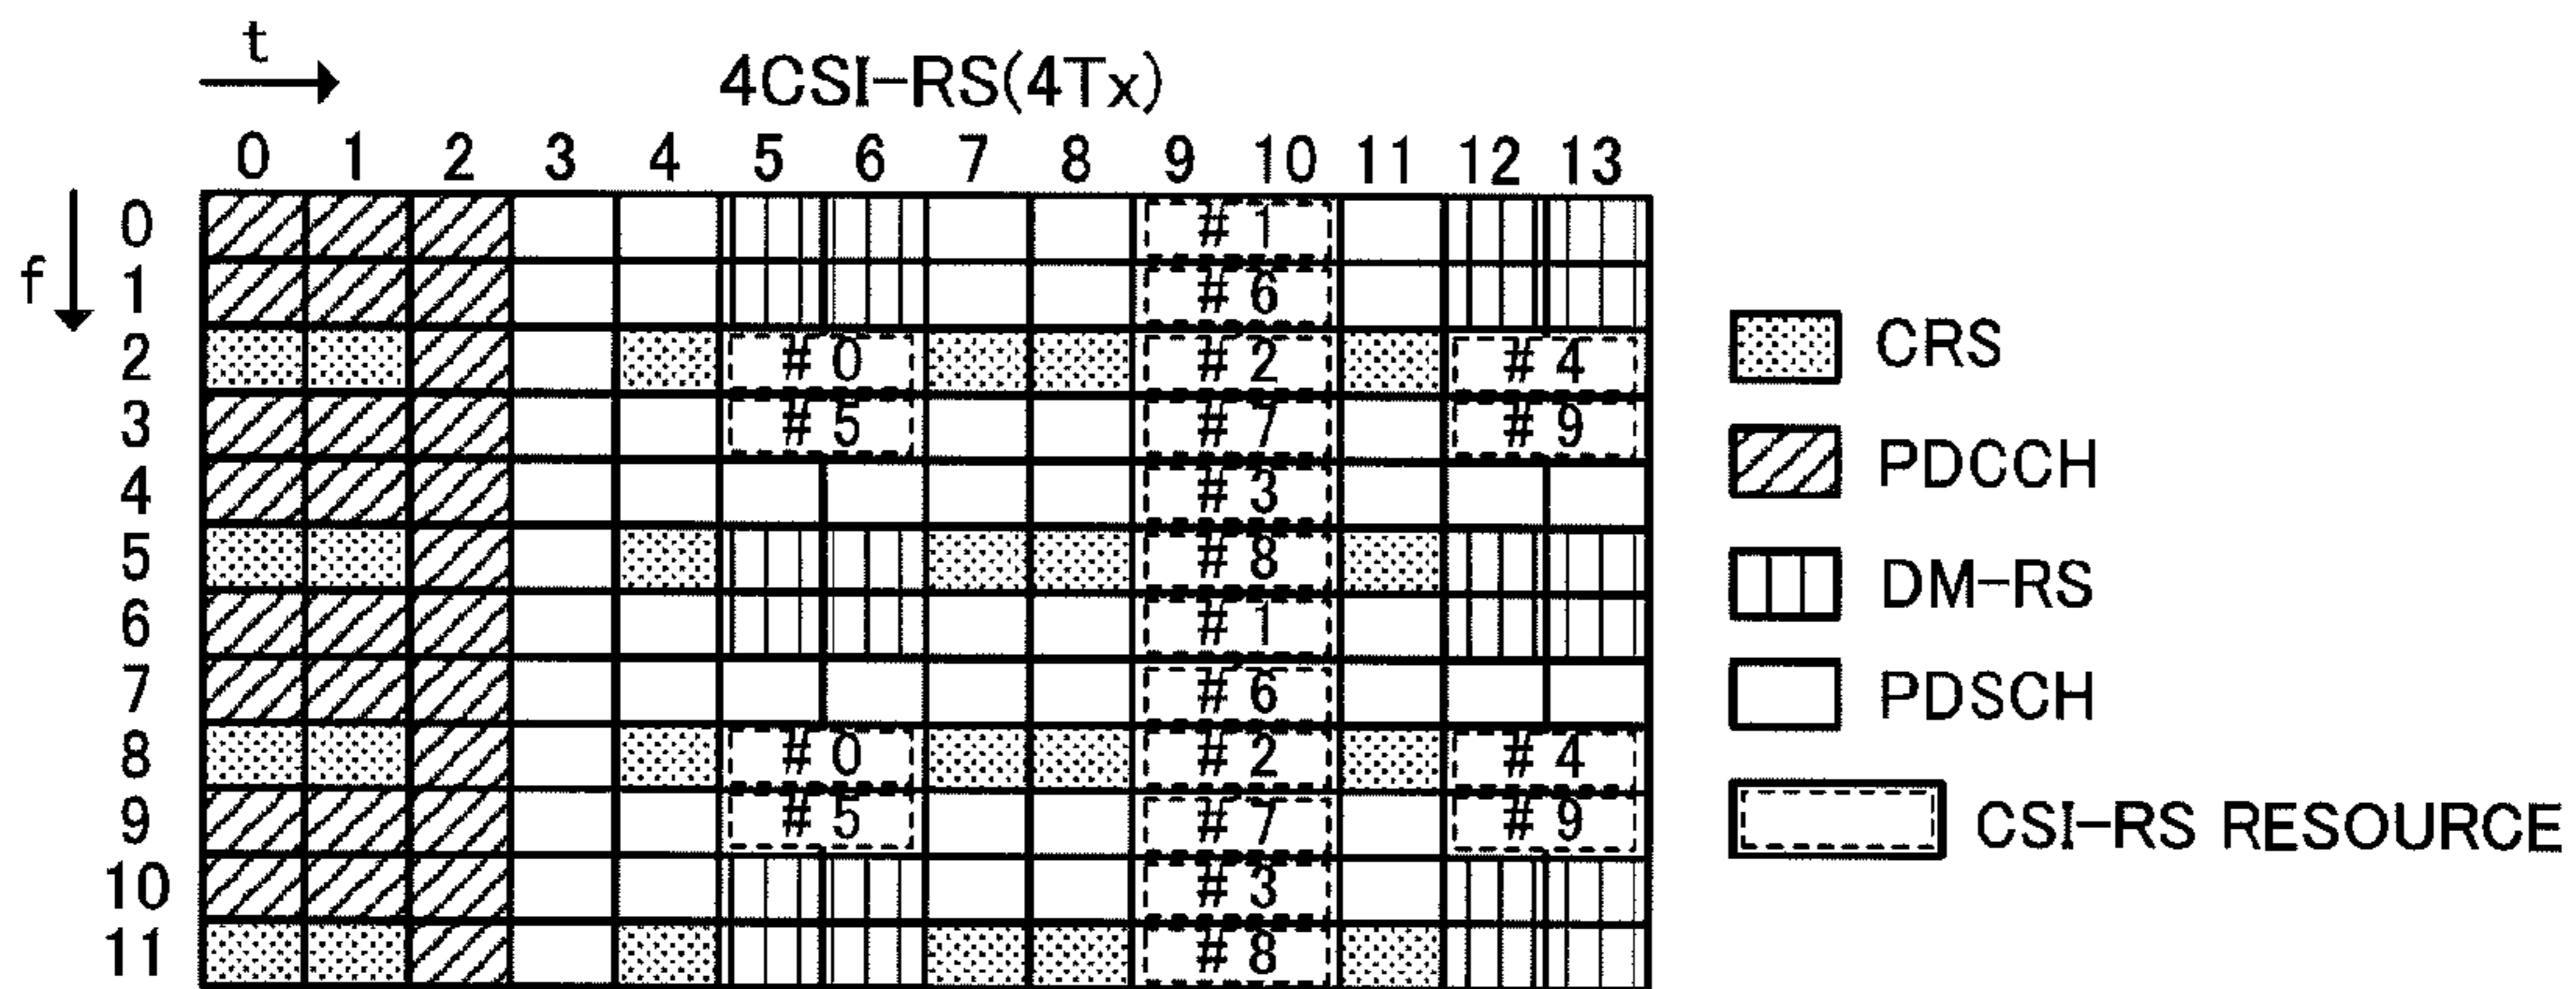 t
4CSI-RS(4Tx)
0 1 2 3 4 5 6 7 8 9 10 11 12 13
f
0 #1
1 #6
2 #0 #2 #4
3 #5 #7 #9
4 #3
5 #8
6 #1
7 #6
8 #0 #2 #4
9 #5 #7 #9
10 #3
11 #8
CRS
PDCCH
DM-RS
PDSCH
CSI-RS RESOURCE